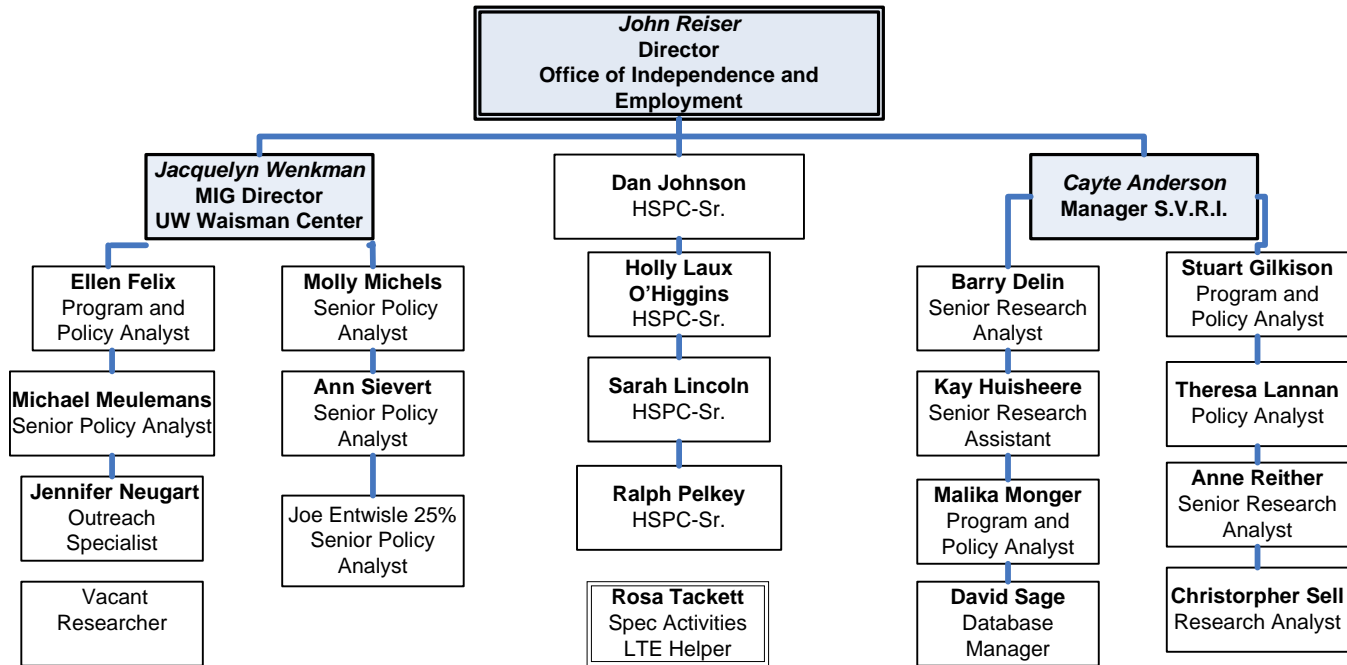 John Reiser
Director
Office of Independence and
Employment
Jacquelyn Wenkman
MIG Director
UW Waisman Center
Dan Johnson
HSPC-Sr.
Cayte Anderson
Manager S.V.R.I.
Ellen Felix
Program and
Policy Analyst
Molly Michels
Senior Policy
Analyst
Holly Laux
O'Higgins
HSPC-Sr.
Barry Delin
Senior Research
Analyst
Stuart Gilkison
Program and
Policy Analyst
Michael Meulemans
Senior Policy Analyst
Ann Sievert
Senior Policy
Analyst
Sarah Lincoln
HSPC-Sr.
Kay Huisheere
Senior Research
Assistant
Theresa Lannan
Policy Analyst
Jennifer Neugart
Outreach
Specialist
Joe Entwisle 25%
Senior Policy
Analyst
Ralph Pelkey
HSPC-Sr.
Malika Monger
Program and
Policy Analyst
Anne Reither
Senior Research
Analyst
Vacant
Researcher
Rosa Tackett
Spec Activities
LTE Helper
David Sage
Database
Manager
Christorpher Sell
Research Analyst